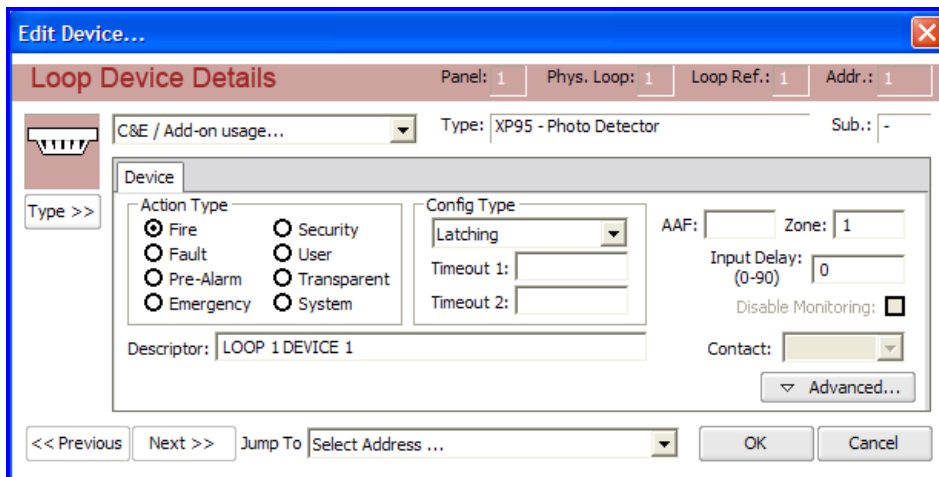 Edit Device...
Loop Device Details Panel: 1 Phys. Loop: 1 Loop Ref.: 1 Addr.: 1
C&E / Add-on usage... Type: XP95 - Photo Detector Sub.: -
Type >>
Device
Action Type
Fire
Security
Fault
User
Pre-Alarm
Transparent
Emergency
System
Config Type
Latching
Timeout 1:
Timeout 2:
AAF: Zone: 1
Input Delay: 0
(0-90)
Disable Monitoring:
Descriptor: LOOP 1 DEVICE 1 Contact:
Advanced...
<< Previous Next >> Jump To Select Address ... OK Cancel